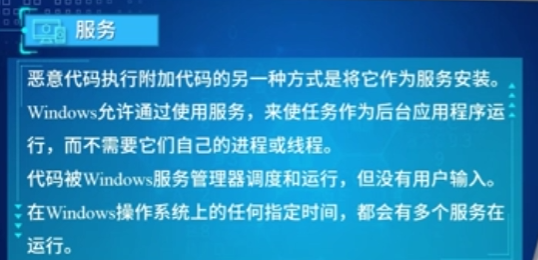 服务
恶意代码执行附加代码的另一种方式是将它作为服务安装。
Windows允许通过使用服务，来使任务作为后台应用程序运
行，而不需要它们自己的进程或线程。
代码被Windows服务管理器调度和运行，但没有用户输入。
在Windows操作系统上的任何指定时间，都会有多个服务在
运行。